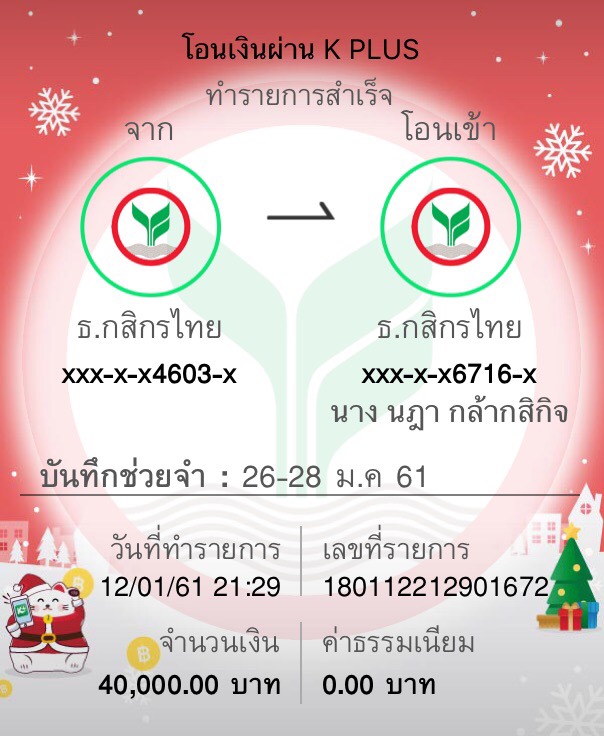 โอนเงินผ่าน K PLUS
ทำรายการสำเร็จ
จาก
โอนเข้า
ธ.กสิกรไทย
ธ.กสิกรไทย
xxx-x-x4603-x
xxx-x-x6716-x
นาง นฎา กล้ากสิกิจ
บันทึกช่วยจำ : 26-28 ม.ค 61
วันที่ทำรายการ
เลขที่รายการ
12/01/61 21:29
180112212901672
จำนวนเงิน
ค่าธรรมเนียม
40,000.00 บาท
0.00 บาท
K+